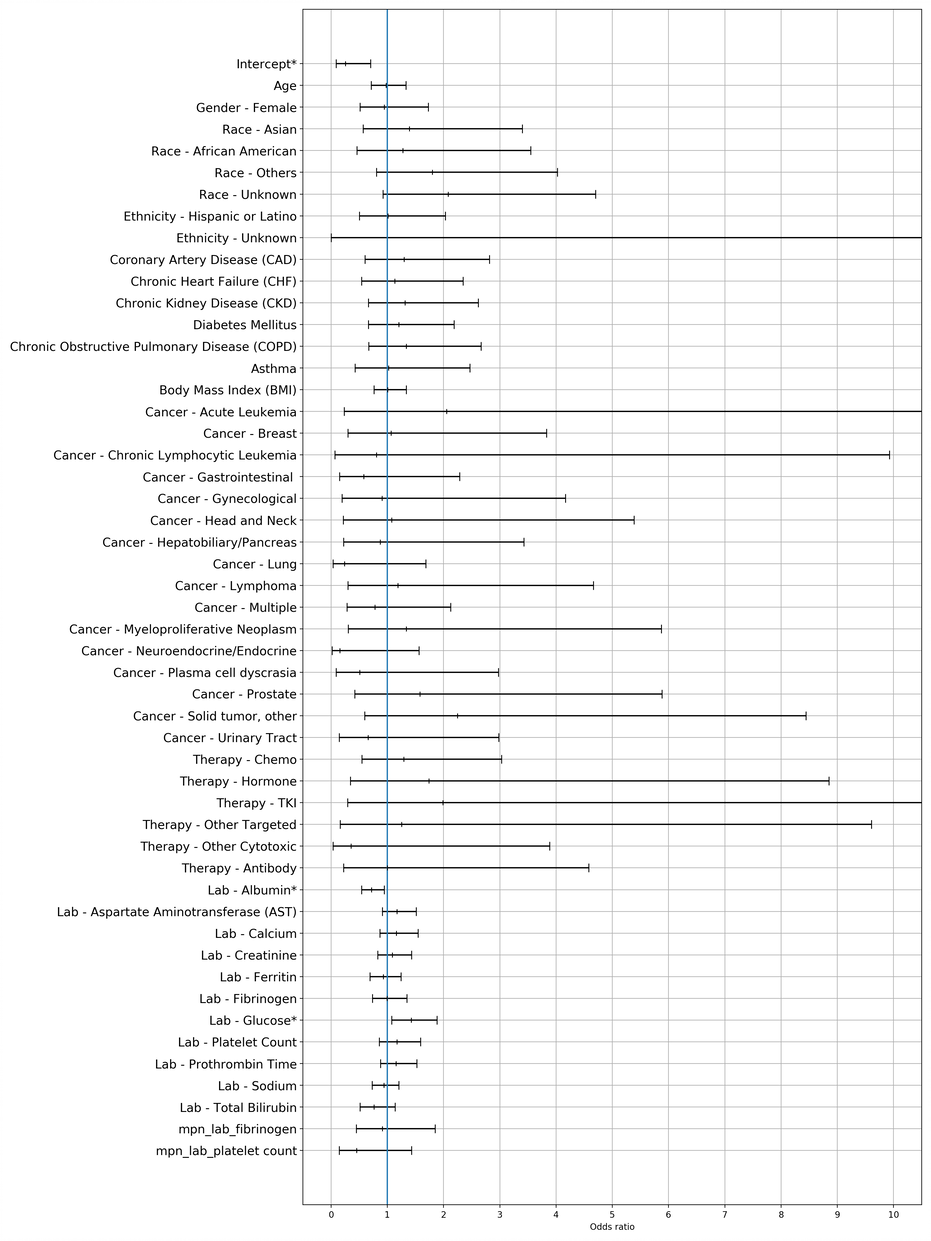 Intercept*
Age
Gender - Female
Race - Asian
Race - African American
Race - Others
Race - Unknown
Ethnicity - Hispanic or Latino
Ethnicity - Unknown
Coronary Artery Disease (CAD)
Chronic Heart Failure (CHF)
Chronic Kidney Disease (CKD)
Diabetes Mellitus
Chronic Obstructive Pulmonary Disease (COPD)
Asthma
Body Mass Index (BMI)
Cancer - Acute Leukemia
Cancer - Breast
Cancer - Chronic Lymphocytic Leukemia
Cancer - Gastrointestinal
Cancer - Gynecological
Cancer - Head and Neck
Cancer - Hepatobiliary/Pancreas
Cancer - Lung
Cancer - Lymphoma
Cancer - Multiple
Cancer - Myeloproliferative Neoplasm
Cancer - Neuroendocrine/Endocrine
Cancer - Plasma cell dyscrasia
Cancer - Prostate
Cancer - Solid tumor, other
Cancer - Urinary Tract
Therapy - Chemo
Therapy - Hormone
Therapy - TKI
Therapy - Other Targeted
Therapy - Other Cytotoxic
Therapy - Antibody
Lab - Albumin*
Lab - Aspartate Aminotransferase (AST)
Lab - Calcium
Lab - Creatinine
Lab - Ferritin
Lab - Fibrinogen
Lab - Glucose*
Lab - Platelet Count
Lab - Prothrombin Time
Lab - Sodium
Lab - Total Bilirubin
mpn_lab_fibrinogen
mpn_lab_platelet count
0 1 2 3 4 5 6 7 8 9 10
Odds ratio